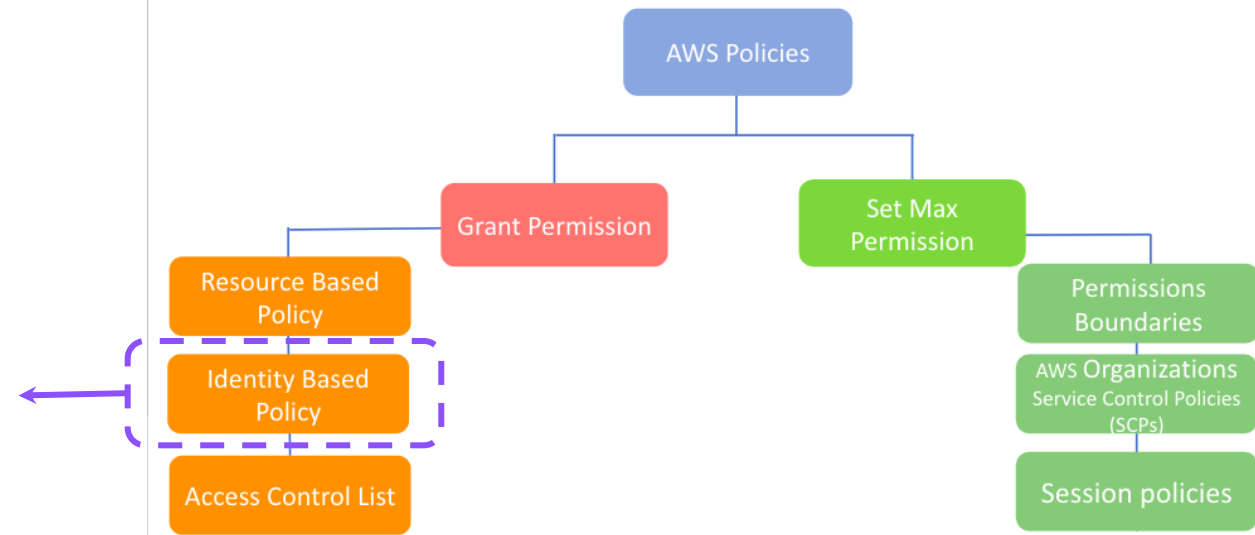 AWS Policies
Grant Permission
Set Max
Permission
Resource Based
Policy
Identity Based
Policy
Access Control List
Permissions
Boundaries
AWS Organizations
Service Control Policies
(SCPs)
Session policies